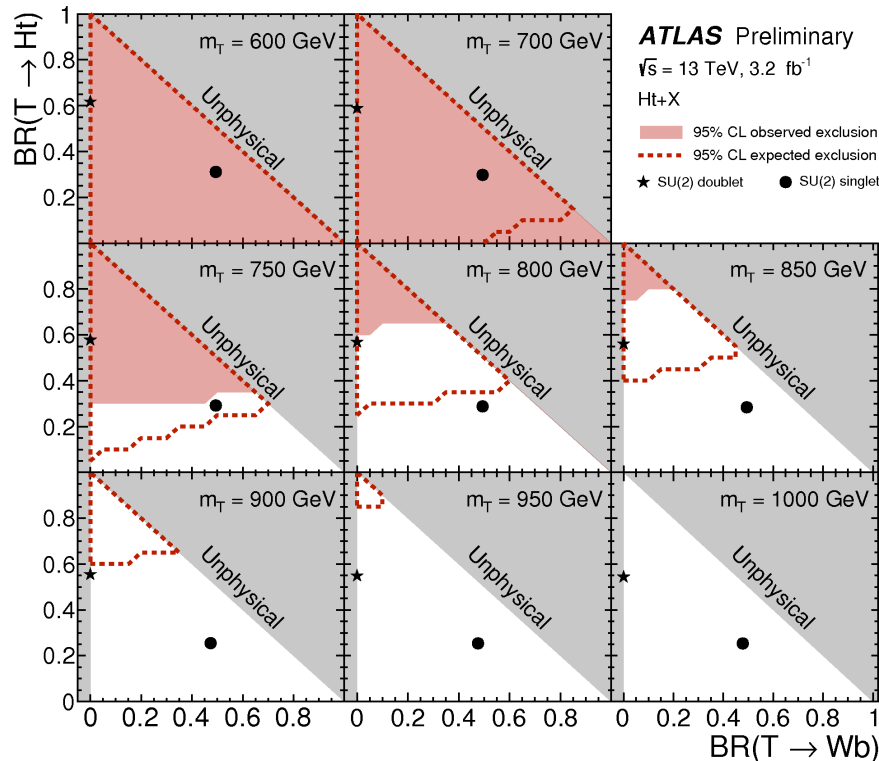 BR(T → Ht)
1
0.8
0.6
0.4
0.2
m_T = 600 GeV
Unphysical
m_T = 700 GeV
Unphysical
ATLAS Preliminary
√s = 13 TeV, 3.2 fb⁻¹
Ht+X
95% CL observed exclusion
95% CL expected exclusion
SU(2) doublet SU(2) singlet
0.8
0.6
0.4
0.2
m_T = 750 GeV
Unphysical
m_T = 800 GeV
Unphysical
m_T = 850 GeV
Unphysical
0.8
0.6
0.4
0.2
0
m_T = 900 GeV
Unphysical
m_T = 950 GeV
Unphysical
m_T = 1000 GeV
Unphysical
0 0.2 0.4 0.6 0.8
0 0.2 0.4 0.6 0.8
0 0.2 0.4 0.6 0.8 1
BR(T → Wb)